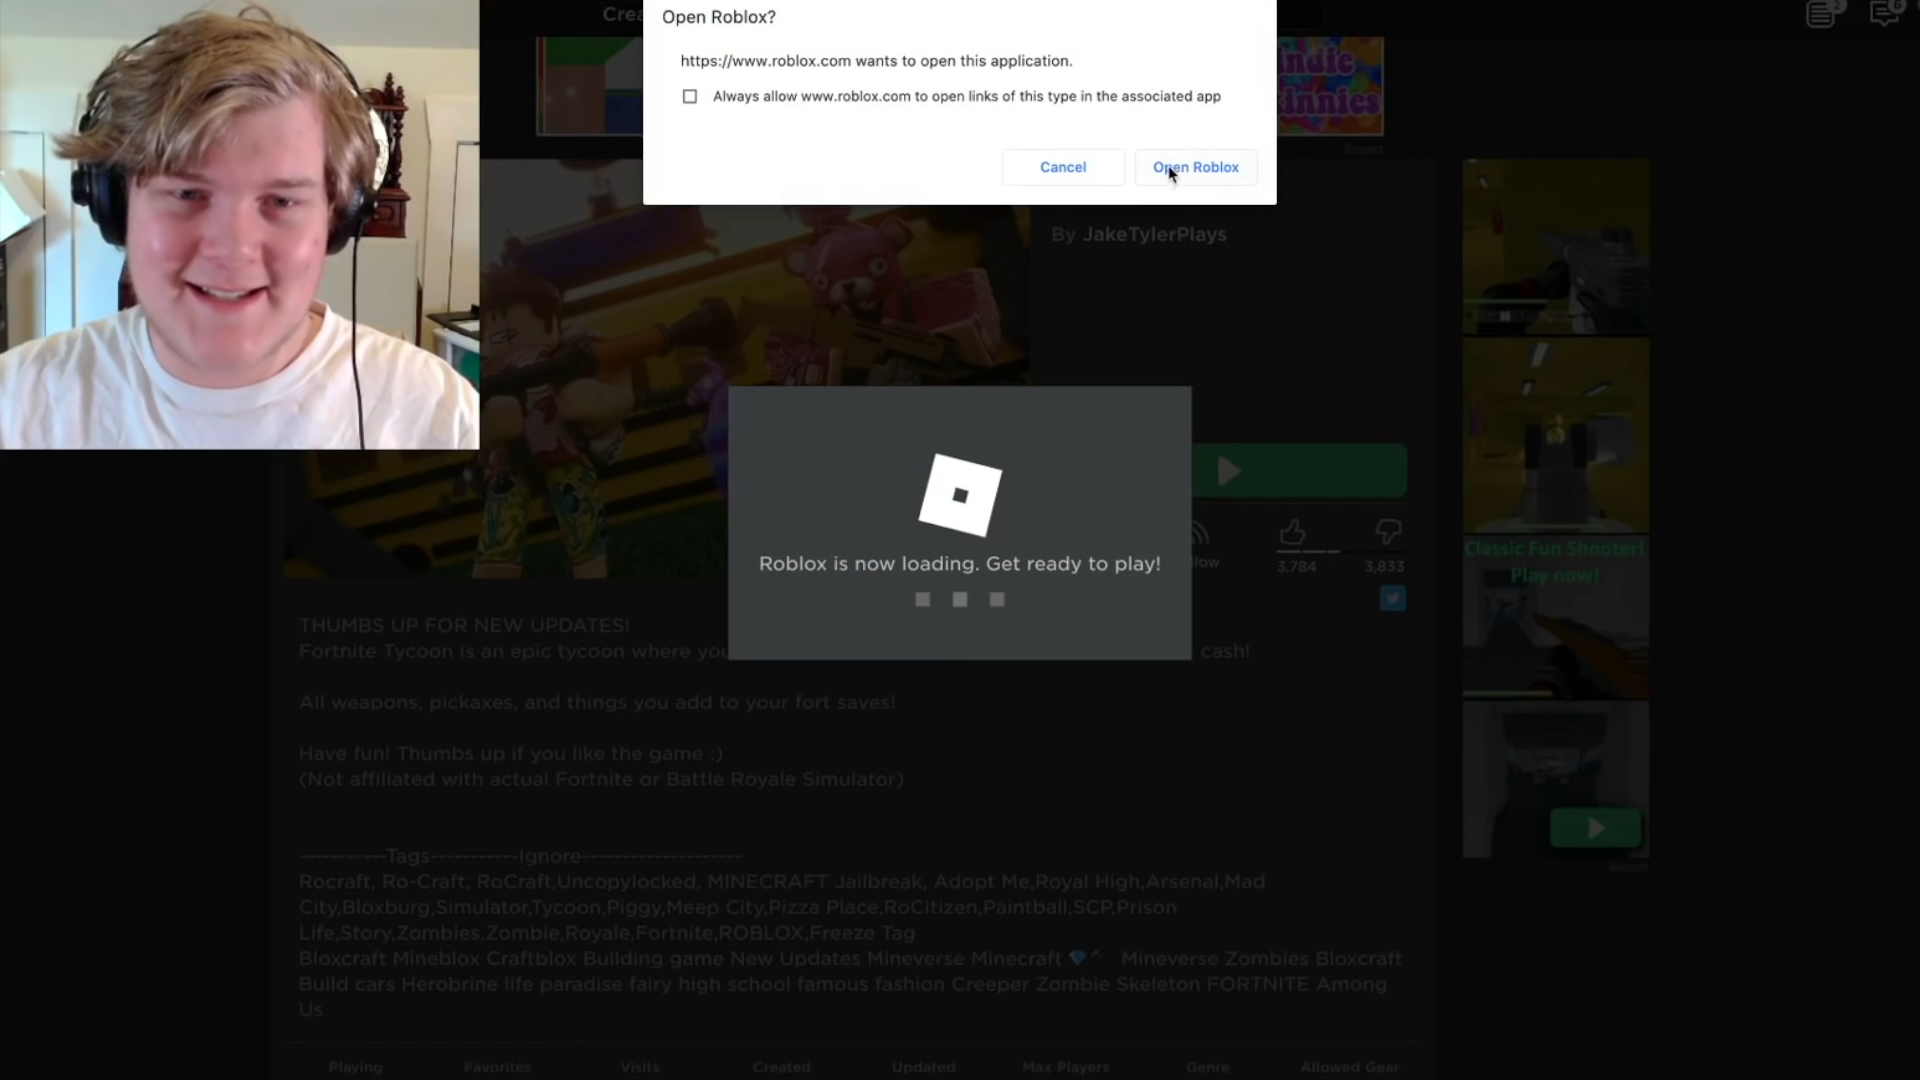 Open Roblox?
https://www.roblox.com wants to open this application.
Always allow www.roblox.com to open links of this type in the associated app
Cancel
Open Roblox
2
6
Indie
Kinnies
Report
By JakeTylerPlays
Roblox is now loading. Get ready to play!
3,784
3,833
Classic Fun Shooter!
Play now!
THUMBS UP FOR NEW UPDATES!
Fortnite Tycoon is an epic tycoon where you
cash!
All weapons, pickaxes, and things you add to your fort saves!
Have fun! Thumbs up if you like the game :)
(Not affiliated with actual Fortnite or Battle Royale Simulator)
-----------Tags-----------Ignore--------------------
Report
Rocraft, Ro-Craft, RoCraft,Uncopylocked, MINECRAFT Jailbreak, Adopt Me,Royal High,Arsenal,Mad
City,Bloxburg,Simulator,Tycoon,Piggy,Meep City,Pizza Place,RoCitizen,Paintball,SCP,Prison
Life,Story,Zombies,Zombie,Royale,Fortnite,ROBLOX,Freeze Tag
Bloxcraft Mineblox Craftblox Building game New Updates Mineverse Minecraft 💎⛏ Mineverse Zombies Bloxcraft
Build cars Herobrine life paradise fairy high school famous fashion Creeper Zombie Skeleton FORTNITE Among
Us
Playing Favorites Visits Created Updated Max Players Genre Allowed Gear